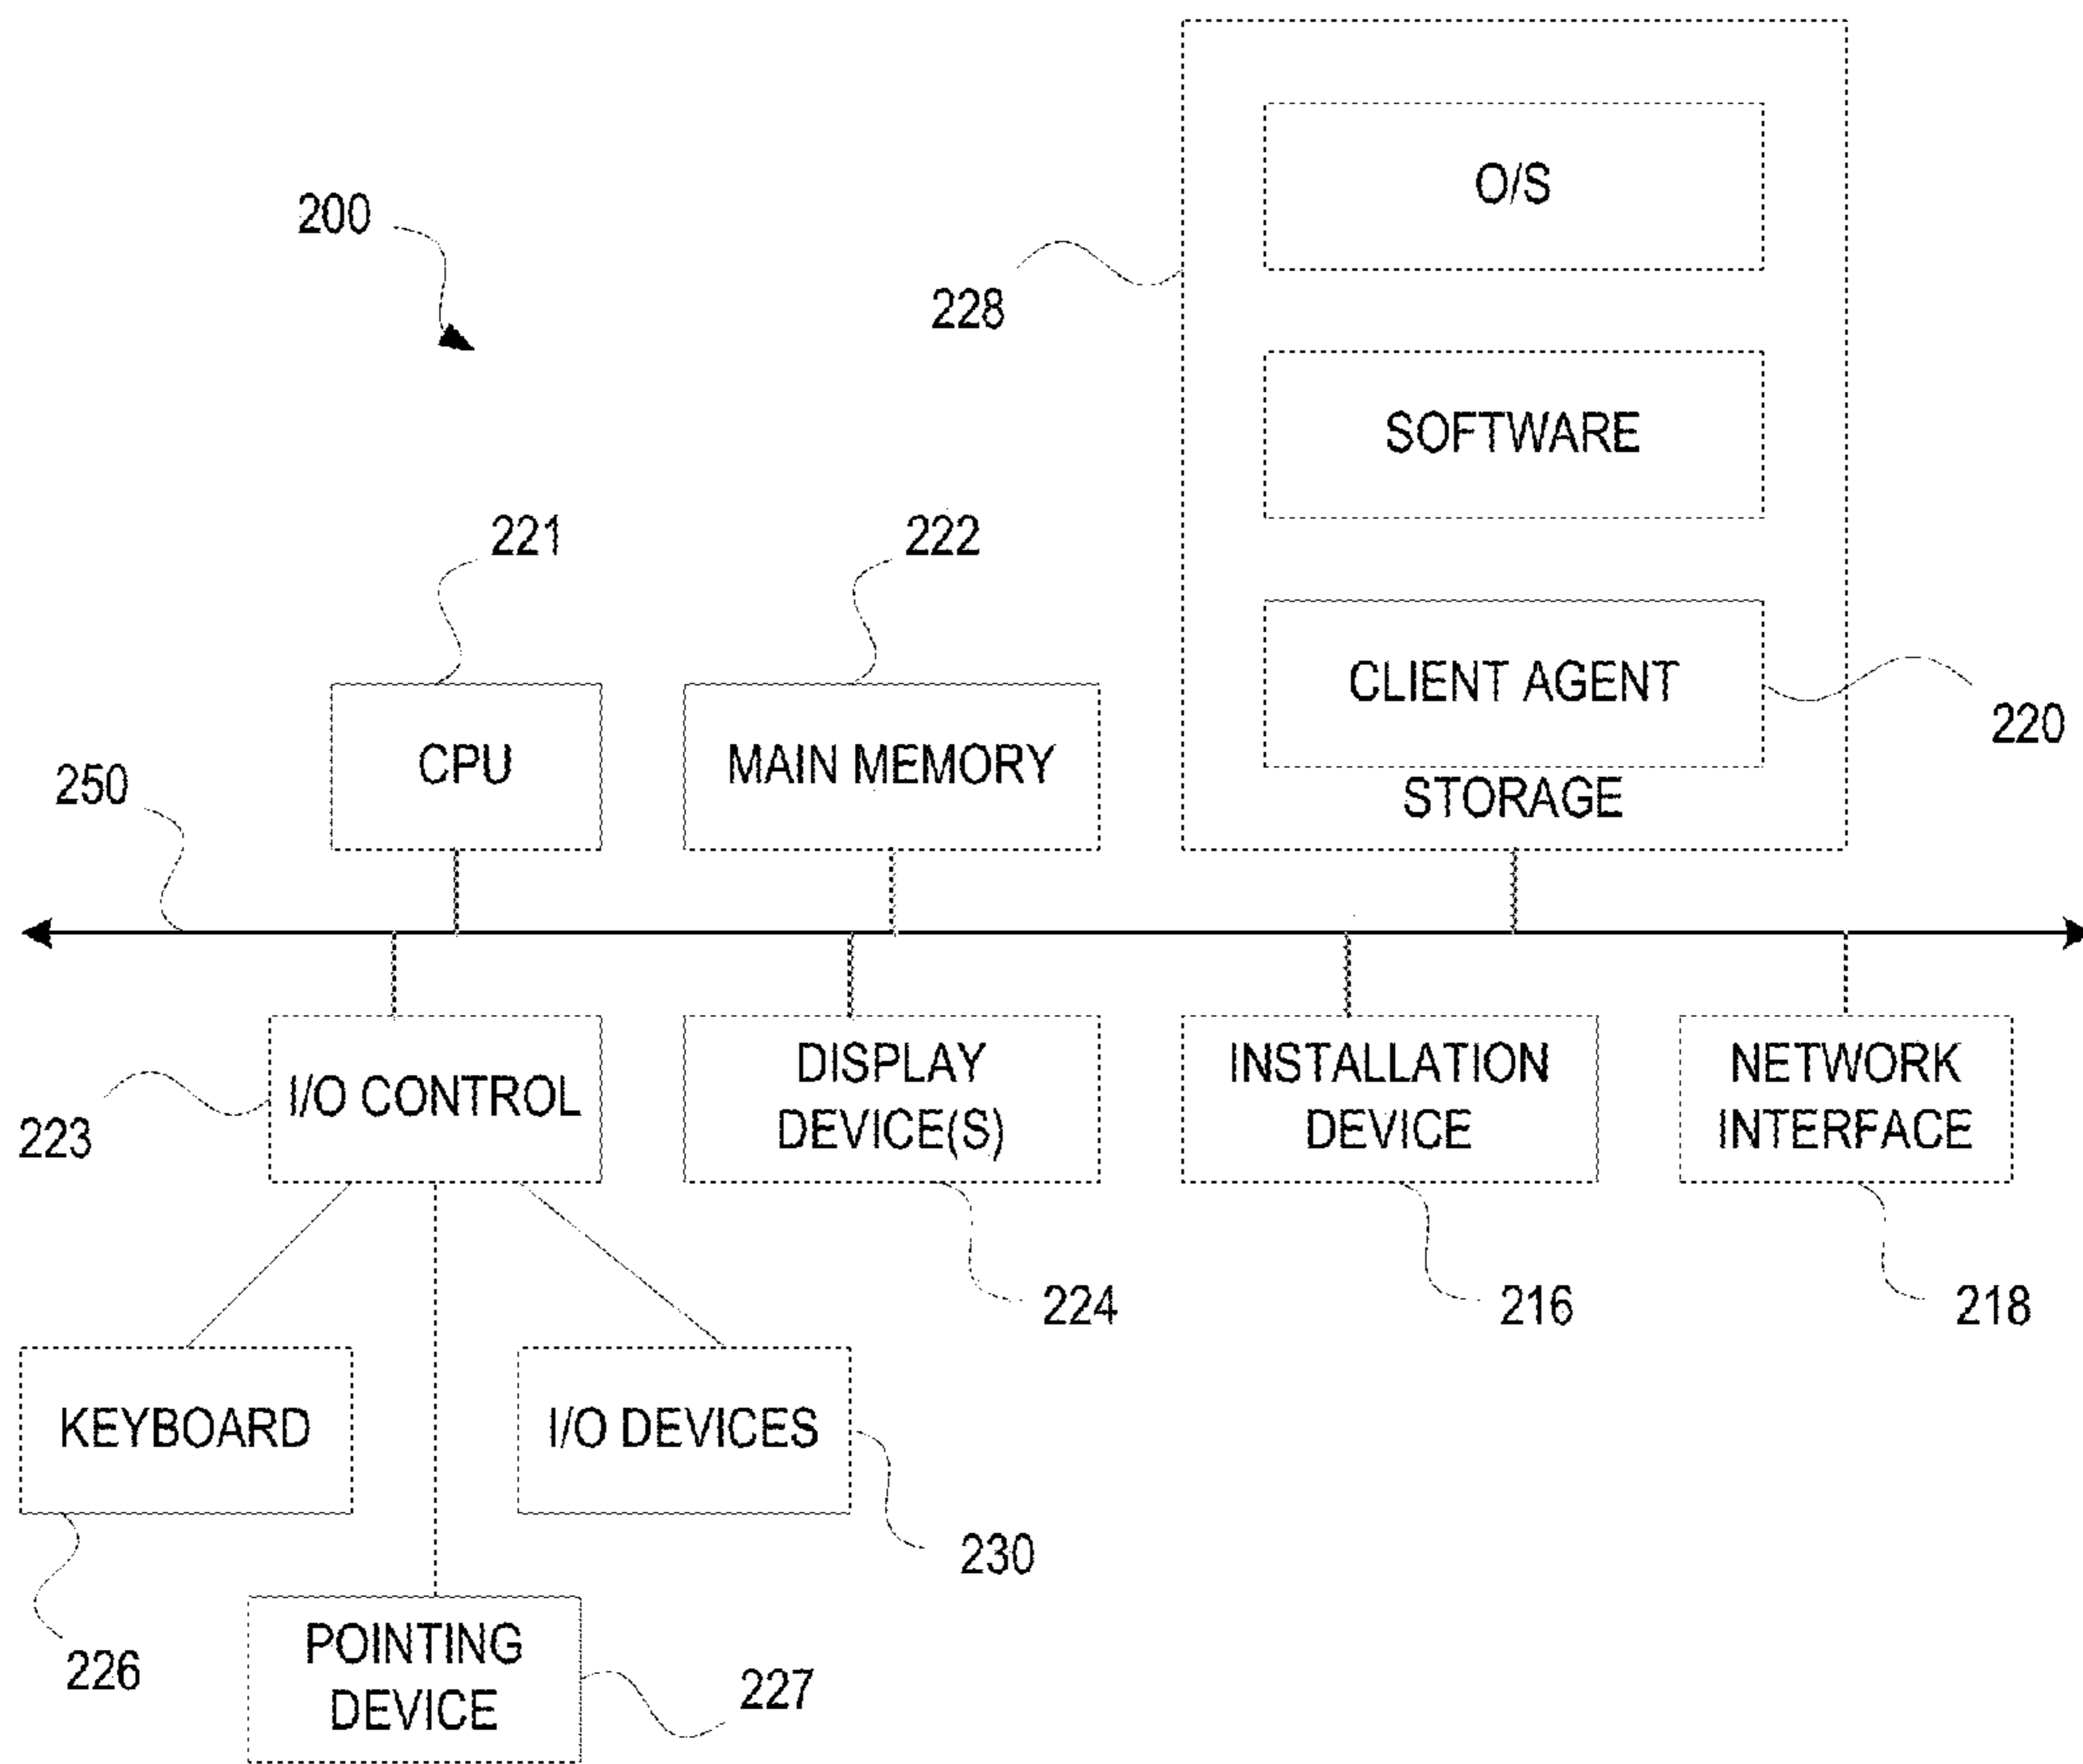 O/S
200
228
SOFTWARE
221
222
CLIENT AGENT
220
CPU
MAIN MEMORY
250
STORAGE
I/O CONTROL
DISPLAY
DEVICE(S)
INSTALLATION
DEVICE
NETWORK
INTERFACE
223
224
216
218
KEYBOARD
I/O DEVICES
230
226
POINTING
DEVICE
227